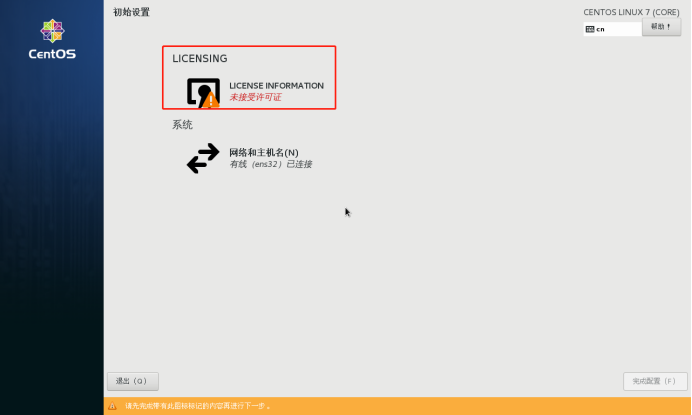 初始设置
CENTOS LINUX 7 (CORE)
cn
帮助！
CentOS
LICENSING
LICENSE INFORMATION
未接受许可证
系统
网络和主机名(N)
有线（ens32）已连接
退出（Q）
完成配置（F）
请先完成带有此图标标记的内容再进行下一步。